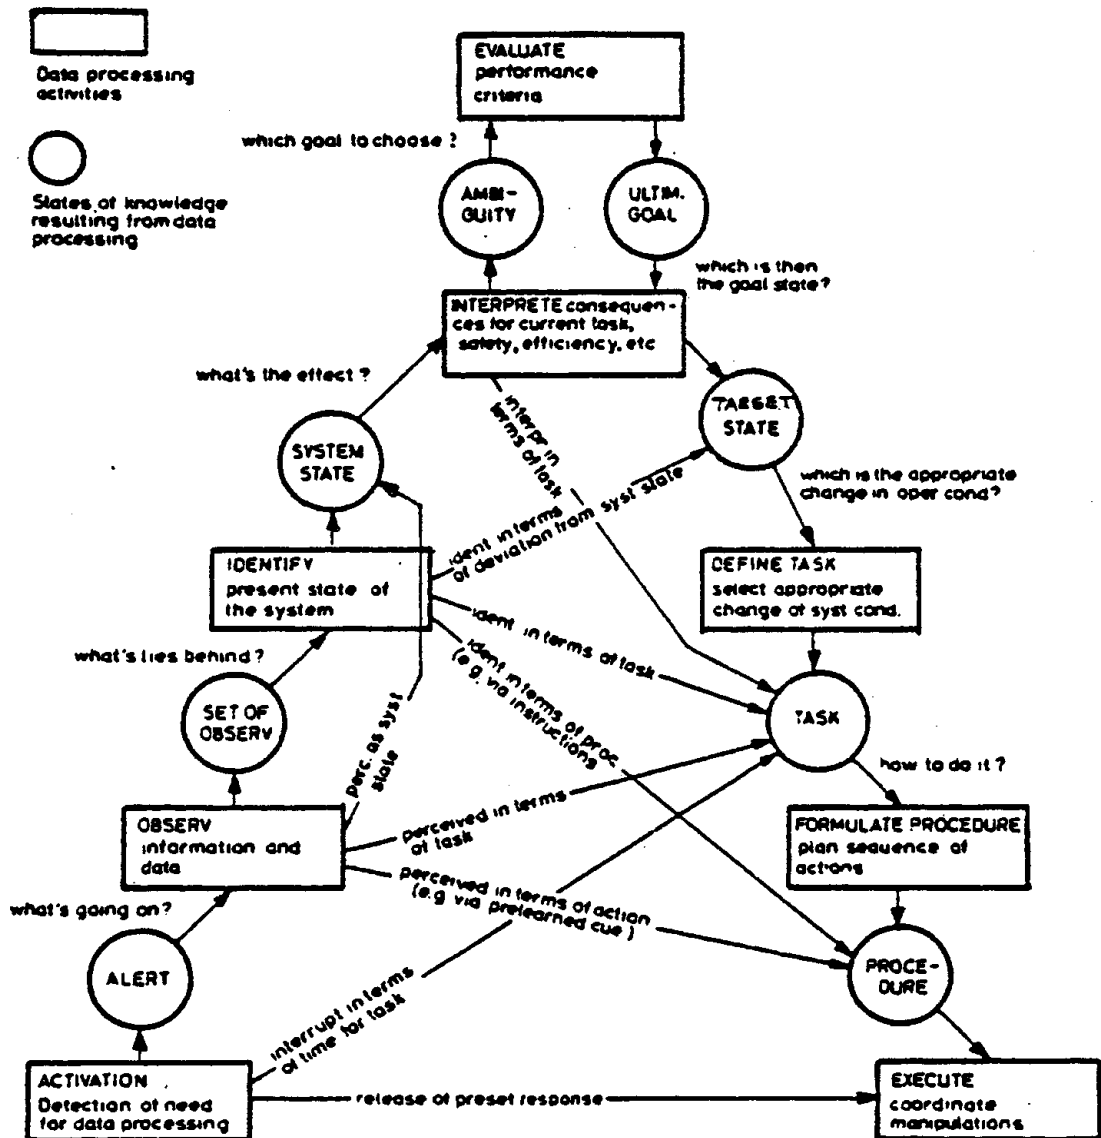 Data processing
activities
States of knowledge
resulting from data
processing
EVALUATE
performance
criteria
which goal to choose?
AMBI-
GUITY
ULTIM.
GOAL
which is then
the goal state?
INTERPRETE consequen-
ces for current task,
safety, efficiency, etc
what's the effect?
SYSTEM
STATE
interpr in
terms of task
TARGET
STATE
which is the appropriate
change in oper cond?
ident in terms
of deviation from syst state
IDENTIFY
present state of
the system
DEFINE TASK
select appropriate
change of syst cond.
ident in terms of task
what's lies behind?
ident in terms of proc.
(e.g. via instructions
SET OF
OBSERV
TASK
perc. as syst
state
how to do it?
perceived in terms
of task
OBSERV
information and
data
FORMULATE PROCEDURE
plan sequence of
actions
perceived in terms of action
(e.g via prelearned cue)
what's going on?
ALERT
PROCE-
DURE
interrupt in terms
of time for task
ACTIVATION
Detection of need
for data processing
release of preset response
EXECUTE
coordinate
manipulations